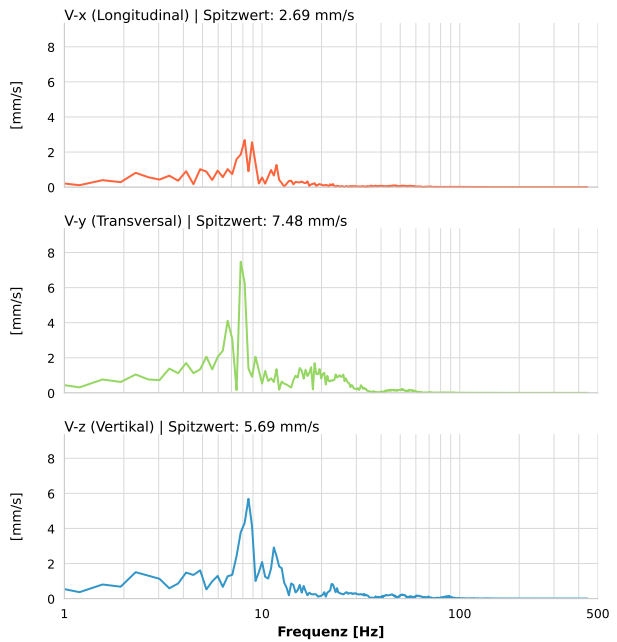 V-x (Longitudinal) | Spitzwert: 2.69 mm/s
8
6
4
2
0
[mm/s]
V-y (Transversal) | Spitzwert: 7.48 mm/s
8
6
4
2
0
[mm/s]
V-z (Vertikal) | Spitzwert: 5.69 mm/s
8
6
4
2
0
[mm/s]
1 10 100 500
Frequenz [Hz]